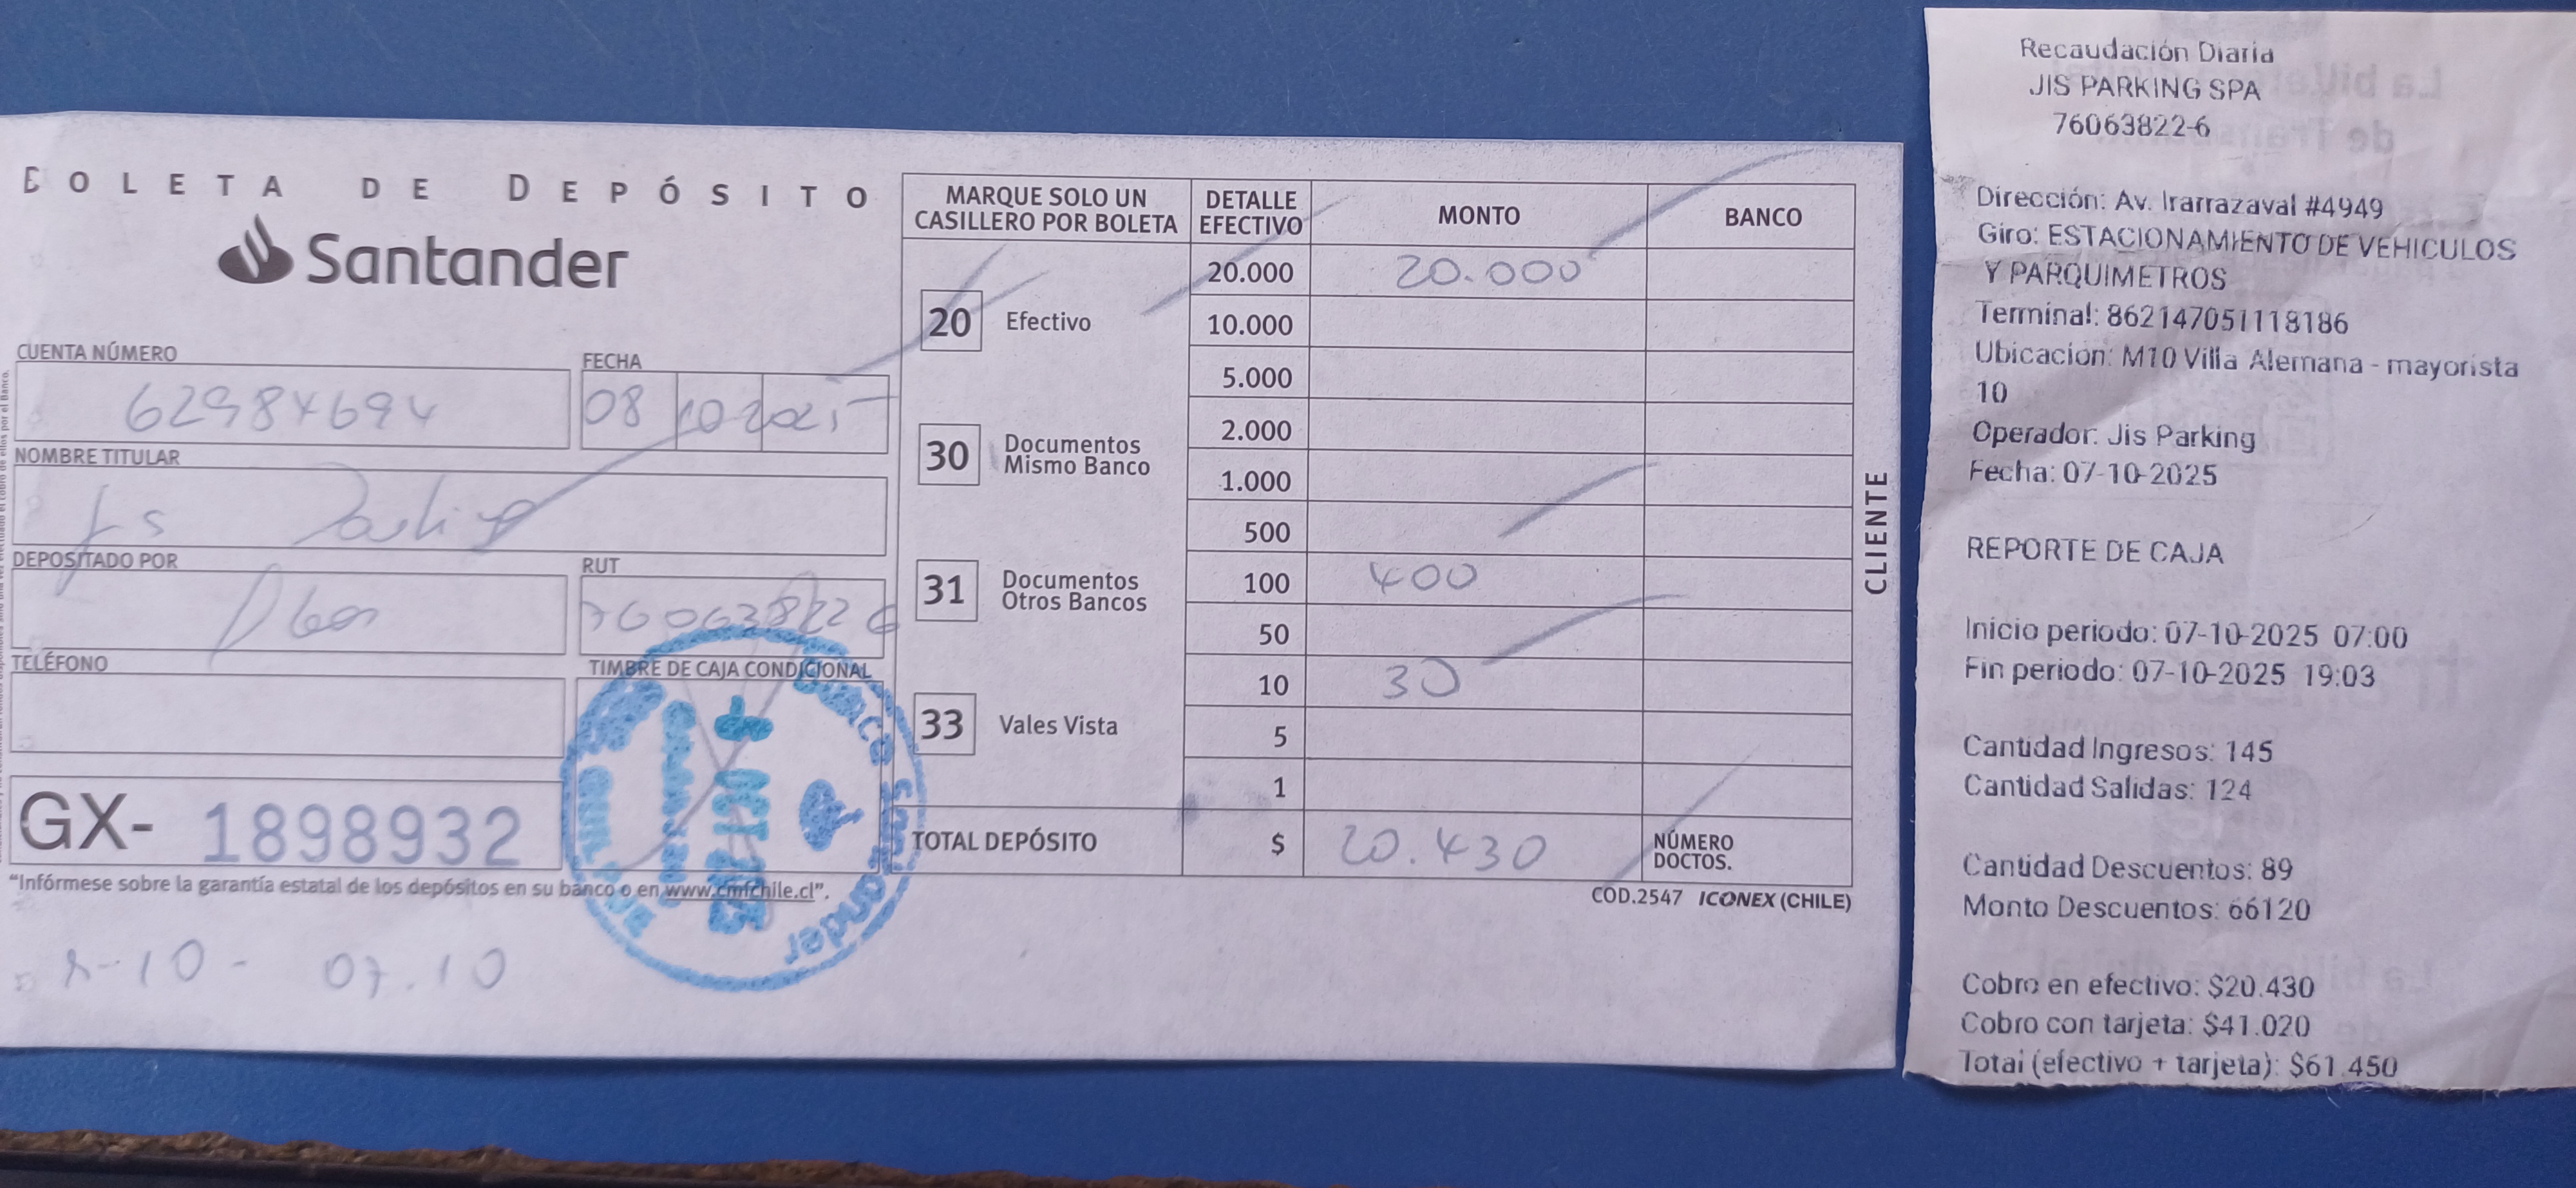 BOLETA DE DEPÓSITO
Santander
CUENTA NÚMERO
62984694
FECHA
08 10 2025
NOMBRE TITULAR
Jis Parking
DEPOSITADO POR
RUT
760638226
TELÉFONO
TIMBRE DE CAJA CONDICIONAL
GX- 1898932
"Infórmese sobre la garantía estatal de los depósitos en su banco o en www.cmfchile.cl".
07.10
MARQUE SOLO UN CASILLERO POR BOLETA
20 Efectivo
30 Documentos Mismo Banco
31 Documentos Otros Bancos
33 Vales Vista
DETALLE EFECTIVO MONTO BANCO
20.000 20.000
10.000
5.000
2.000
1.000
500
100 400
50
10 30
5
1
TOTAL DEPÓSITO $ 20.430 NÚMERO DOCTOS.
COD.2547 ICONEX (CHILE)
CLIENTE
Banco Santander
Recaudación Diaria
JIS PARKING SPA
76063822-6
Dirección: Av. Irarrazaval #4949
Giro: ESTACIONAMIENTO DE VEHICULOS
Y PARQUIMETROS
Terminal: 862147051118186
Ubicación: M10 Villa Alemana - mayorista
10
Operador: Jis Parking
Fecha: 07-10-2025
REPORTE DE CAJA
Inicio periodo: 07-10-2025 07:00
Fin periodo: 07-10-2025 19:03
Cantidad Ingresos: 145
Cantidad Salidas: 124
Cantidad Descuentos: 89
Monto Descuentos: 66120
Cobro en efectivo: $20.430
Cobro con tarjeta: $41.020
Total (efectivo + tarjeta): $61.450